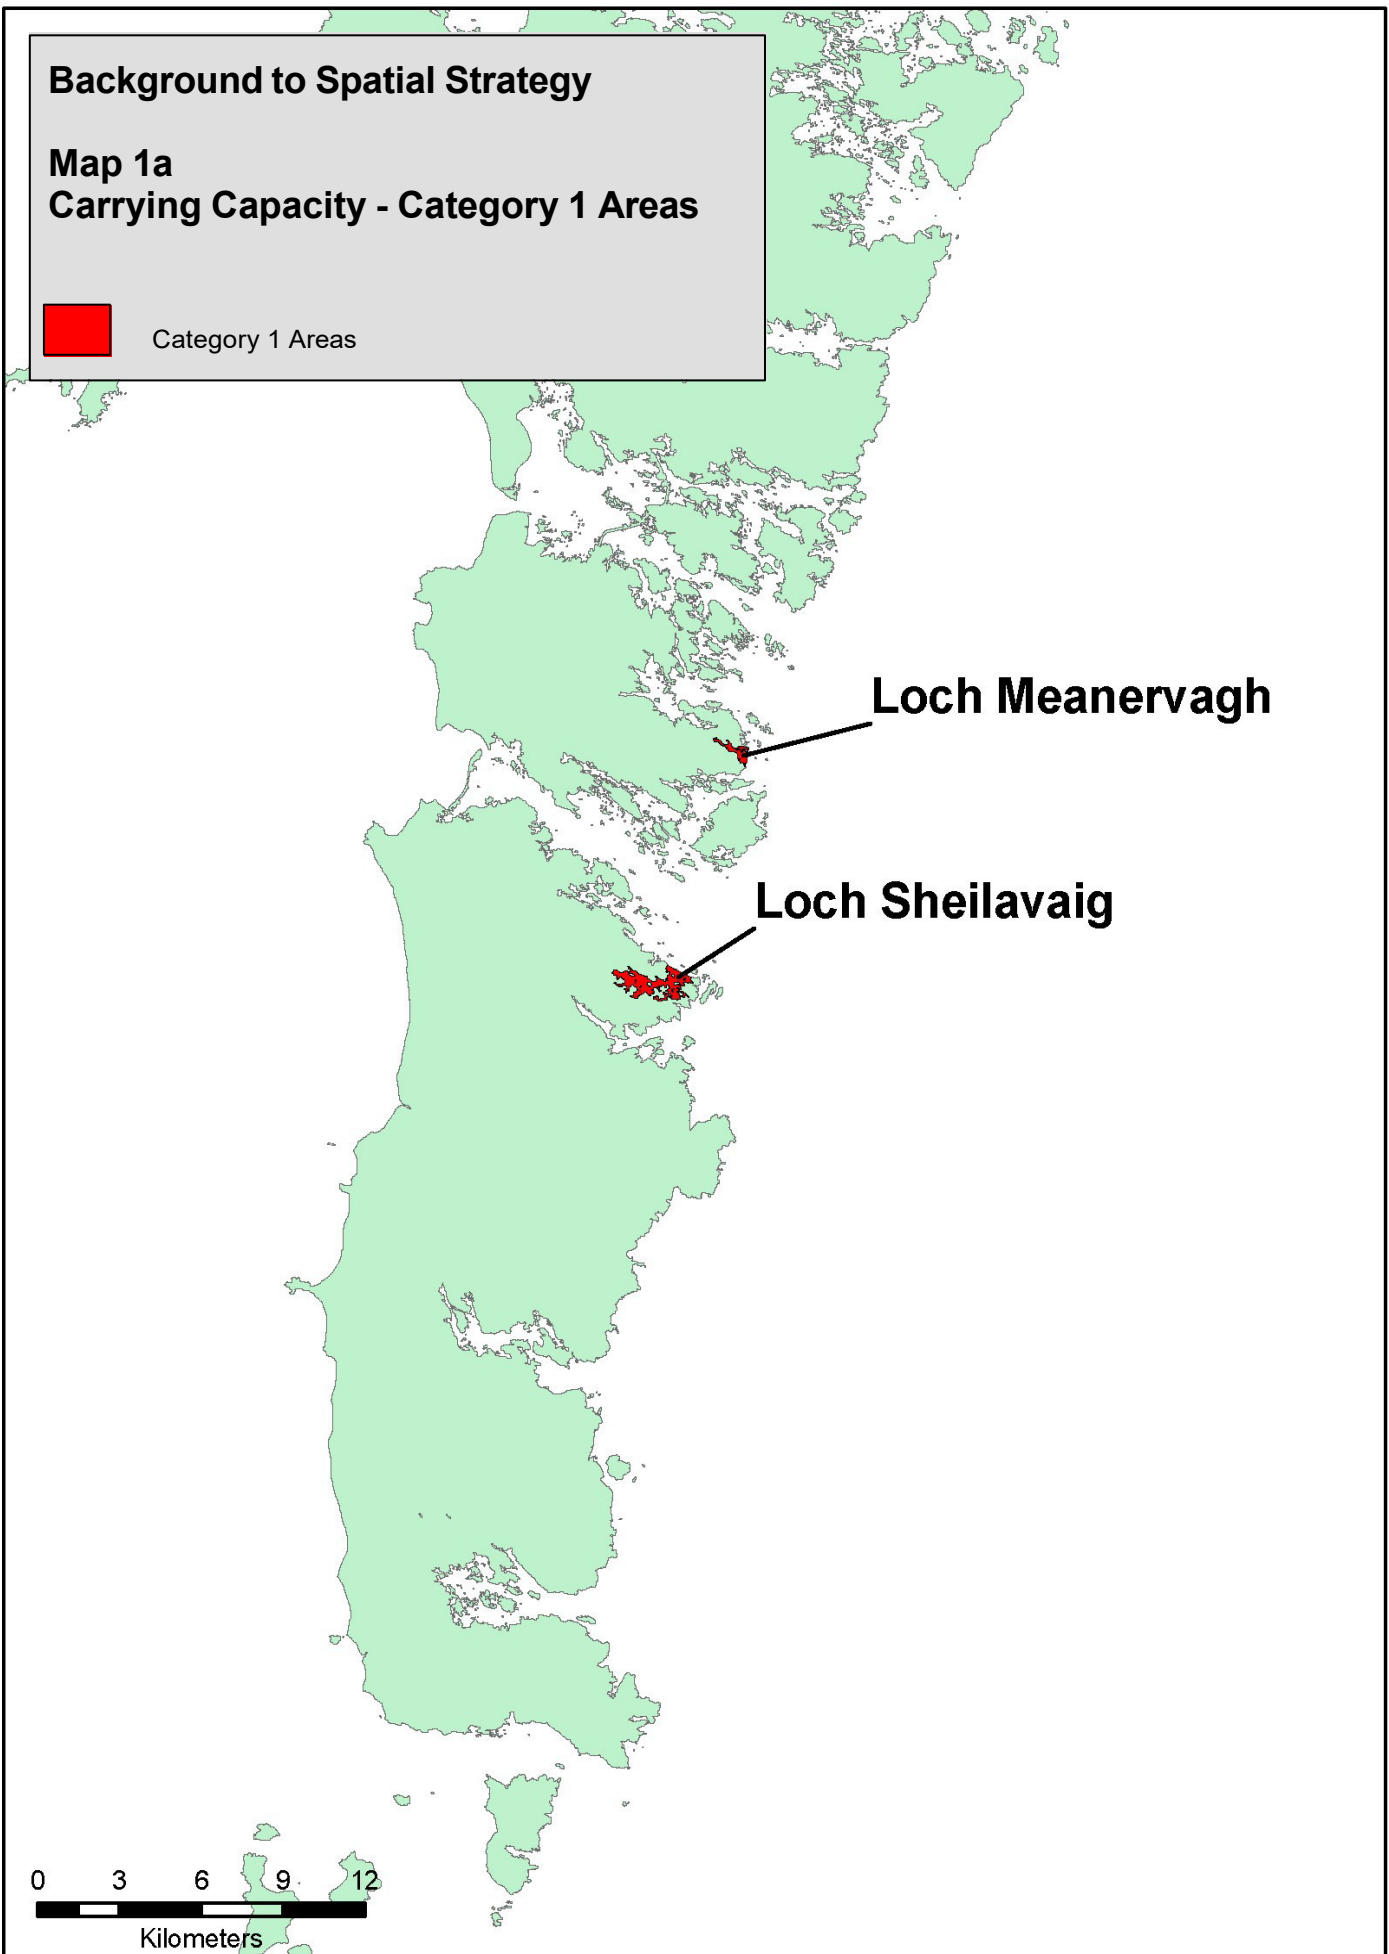 Background to Spatial Strategy
Map 1a
Carrying Capacity - Category 1 Areas
Category 1 Areas
Loch Meanervagh
Loch Sheilavaig
0 3 6 9 12
Kilometers